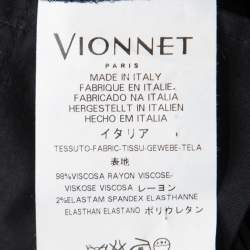 VIONNET
PARIS
MADE IN ITALY
FABRIQUE EN ITALIE
FABRICADO NA ITALIA
HERGESTELLT IN ITALIEN
HECHO EM ITALIA
イタリア
TESSUTO-FABRIC-TISSU-GEWEBE-TELA
表地
98%VISCOSA RAYON VISCOSE-
VISKOSE VISCOSA レーヨン
2%ELASTAM SPANDEX ELASTHANNE
ELASTHAN ELASTANO ポリウレタン